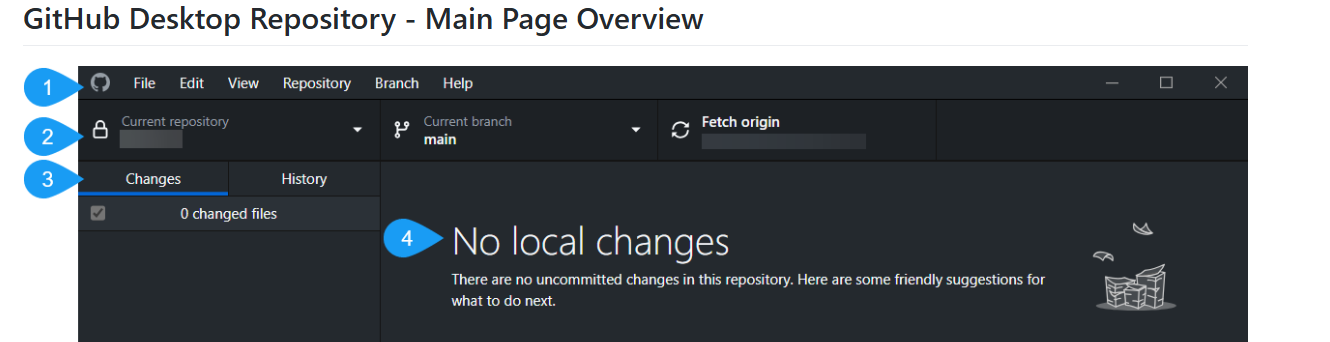 GitHub Desktop Repository - Main Page Overview
1 File Edit View Repository Branch Help
2 Current repository Current branch main Fetch origin
3 Changes History
0 changed files
4 No local changes
There are no uncommitted changes in this repository. Here are some friendly suggestions for
what to do next.